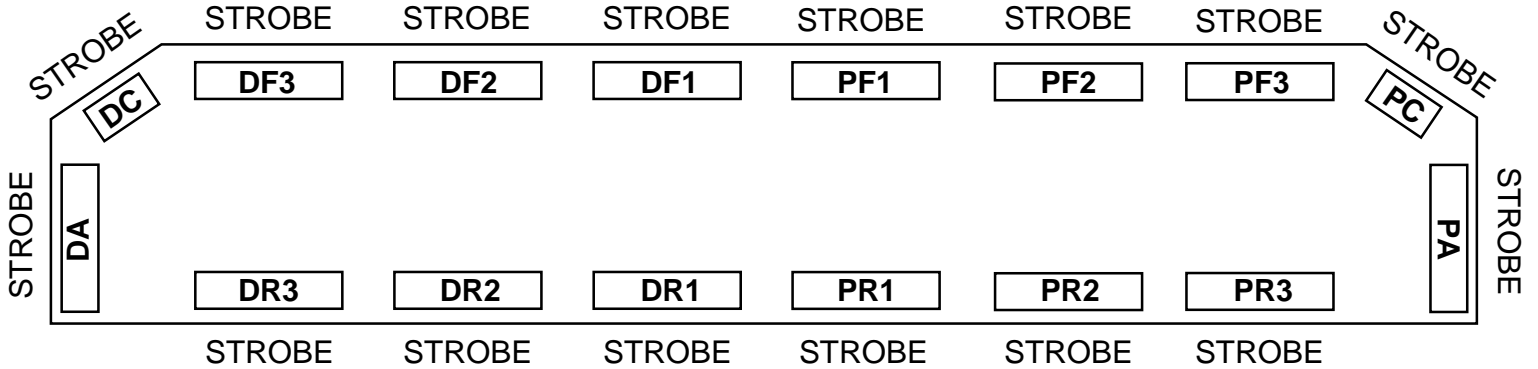 STROBE STROBE STROBE STROBE STROBE STROBE STROBE STROBE
DC DF3 DF2 DF1 PF1 PF2 PF3 PC
STROBE DA PA STROBE
DR3 DR2 DR1 PR1 PR2 PR3
STROBE STROBE STROBE STROBE STROBE STROBE